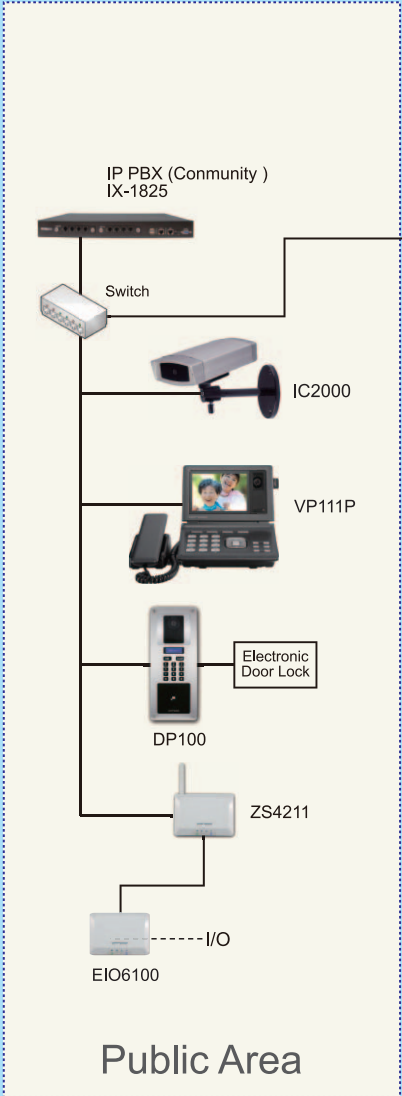 IP PBX (Conmunity )
IX-1825
Switch
IC2000
VP111P
Electronic
Door Lock
DP100
ZS4211
I/O
EIO6100
Public Area